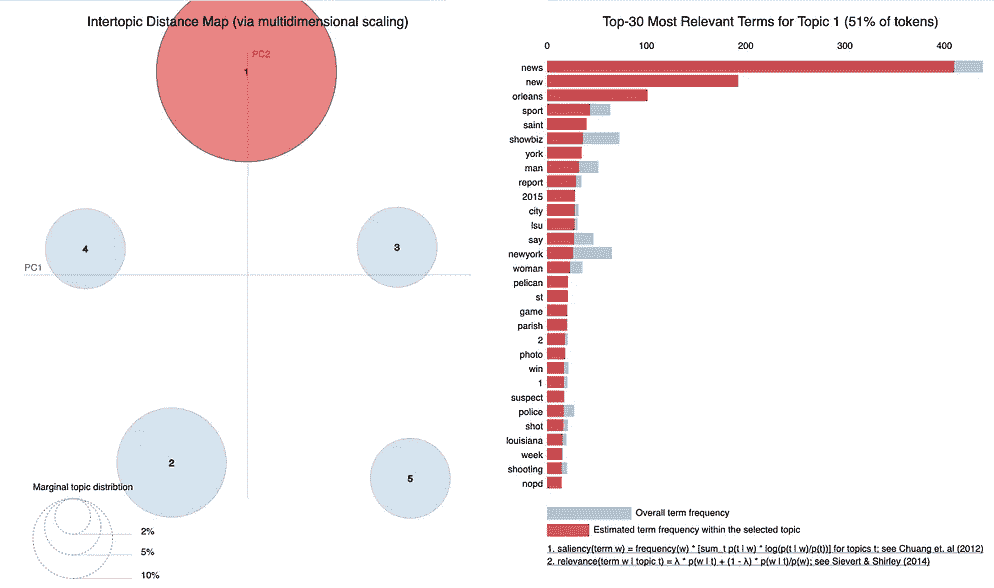 Intertopic Distance Map (via multidimensional scaling)
PC2
1
4
3
PC1
2
5
Marginal topic distribtion
2%
5%
10%
Top-30 Most Relevant Terms for Topic 1 (51% of tokens)
0 100 200 300 400
news
new
orleans
sport
saint
showbiz
york
man
report
2015
city
lsu
say
newyork
woman
pelican
st
game
parish
2
photo
win
1
suspect
police
shot
louisiana
week
shooting
nopd
Overall term frequency
Estimated term frequency within the selected topic
1. saliency(term w) = frequency(w) * [sum_t p(t | w) * log(p(t | w)/p(t))] for topics t; see Chuang et. al (2012)
2. relevance(term w | topic t) = λ * p(w | t) + (1 - λ) * p(w | t)/p(w); see Sievert & Shirley (2014)